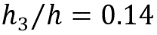 h₃/h = 0.14